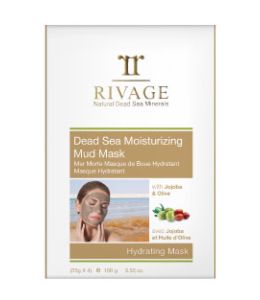 RIVAGE
Natural Dead Sea Minerals
Dead Sea Moisturizing
Mud Mask
Mer Morte Masque de Boue Hydratant
Masque Hydratant
with Jojoba
& Olive
avec Jojoba
et Huile d'Olive
Hydrating Mask
(25g X 4) ℮ 100 g 3.50 oz.